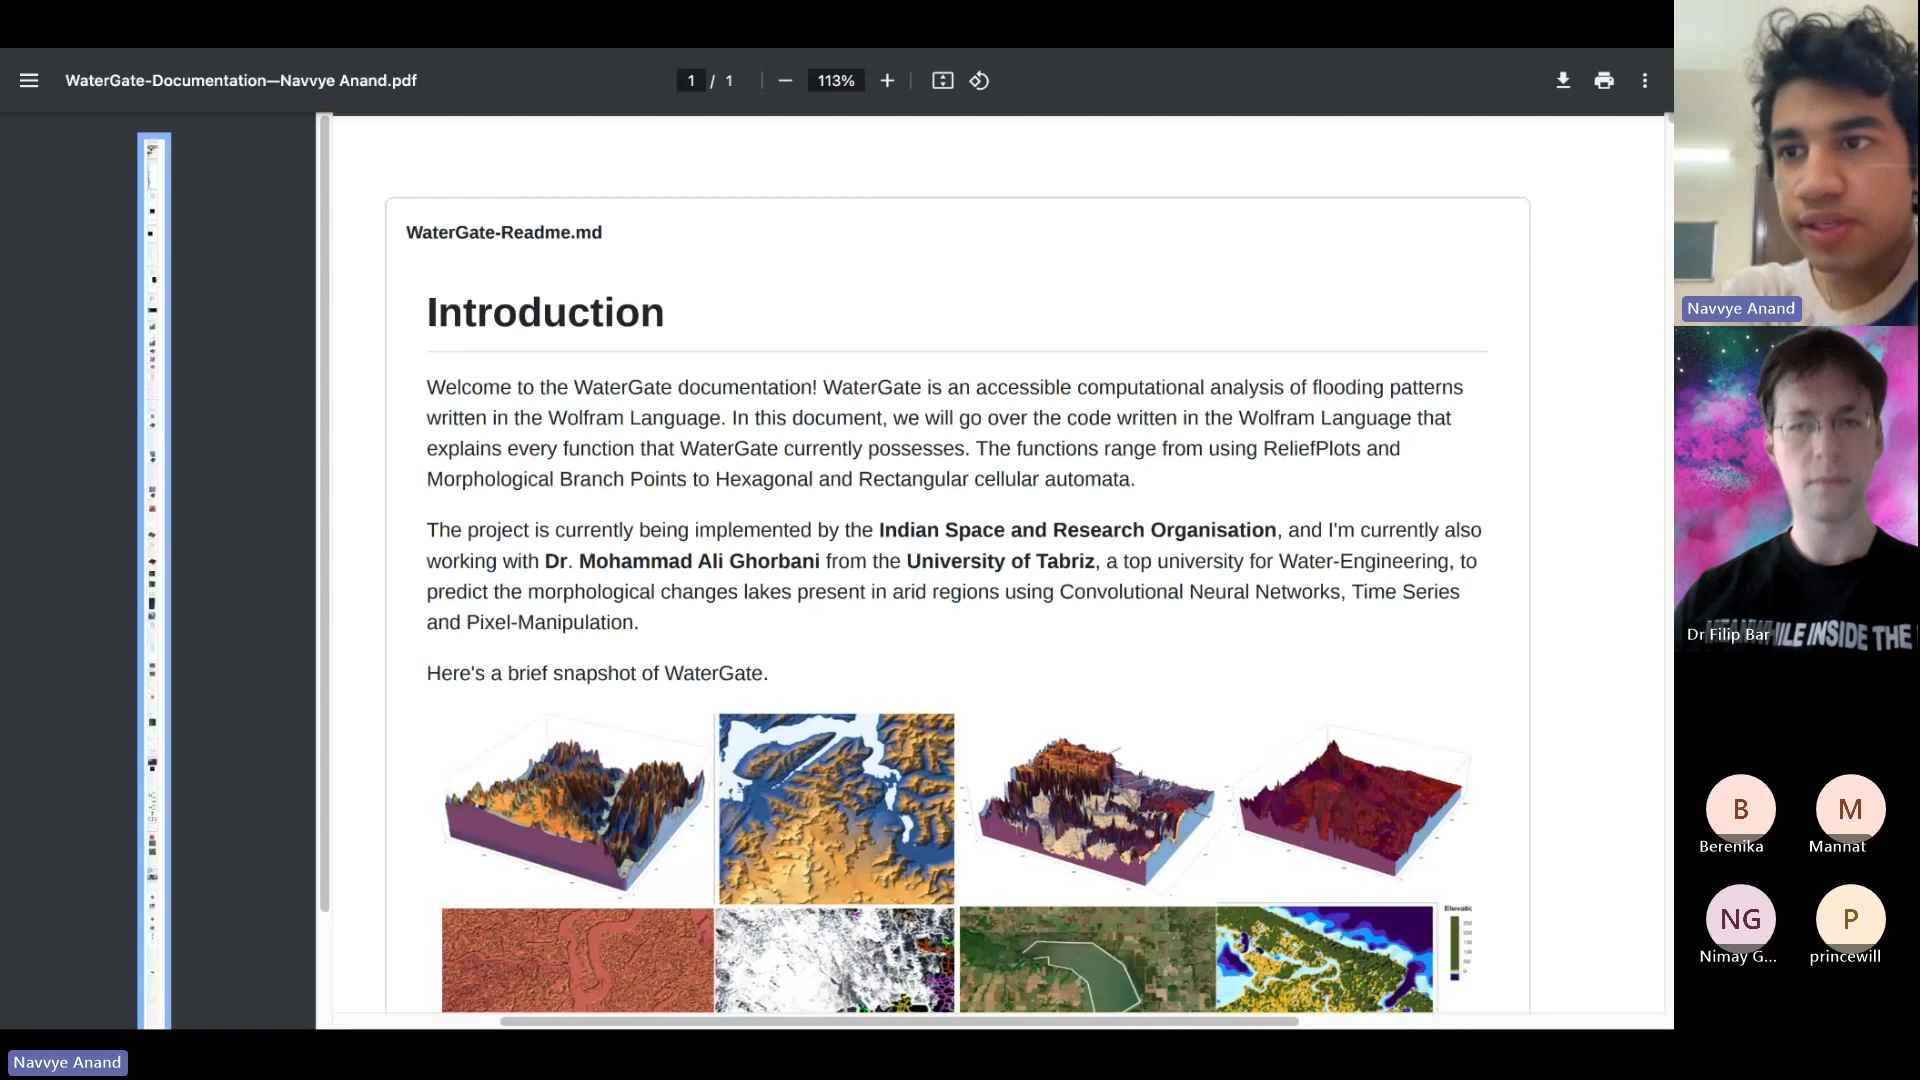 WaterGate-Documentation—Navvye Anand.pdf
1 / 1
113%
WaterGate-Readme.md
Introduction
Welcome to the WaterGate documentation! WaterGate is an accessible computational analysis of flooding patterns
written in the Wolfram Language. In this document, we will go over the code written in the Wolfram Language that
explains every function that WaterGate currently possesses. The functions range from using ReliefPlots and
Morphological Branch Points to Hexagonal and Rectangular cellular automata.
The project is currently being implemented by the Indian Space and Research Organisation, and I'm currently also
working with Dr. Mohammad Ali Ghorbani from the University of Tabriz, a top university for Water-Engineering, to
predict the morphological changes lakes present in arid regions using Convolutional Neural Networks, Time Series
and Pixel-Manipulation.
Here's a brief snapshot of WaterGate.
Navvye Anand
Dr Filip Bar
INSIDE THE
B
Berenika
M
Mannat
NG
Nimay G...
P
princewill
Navvye Anand